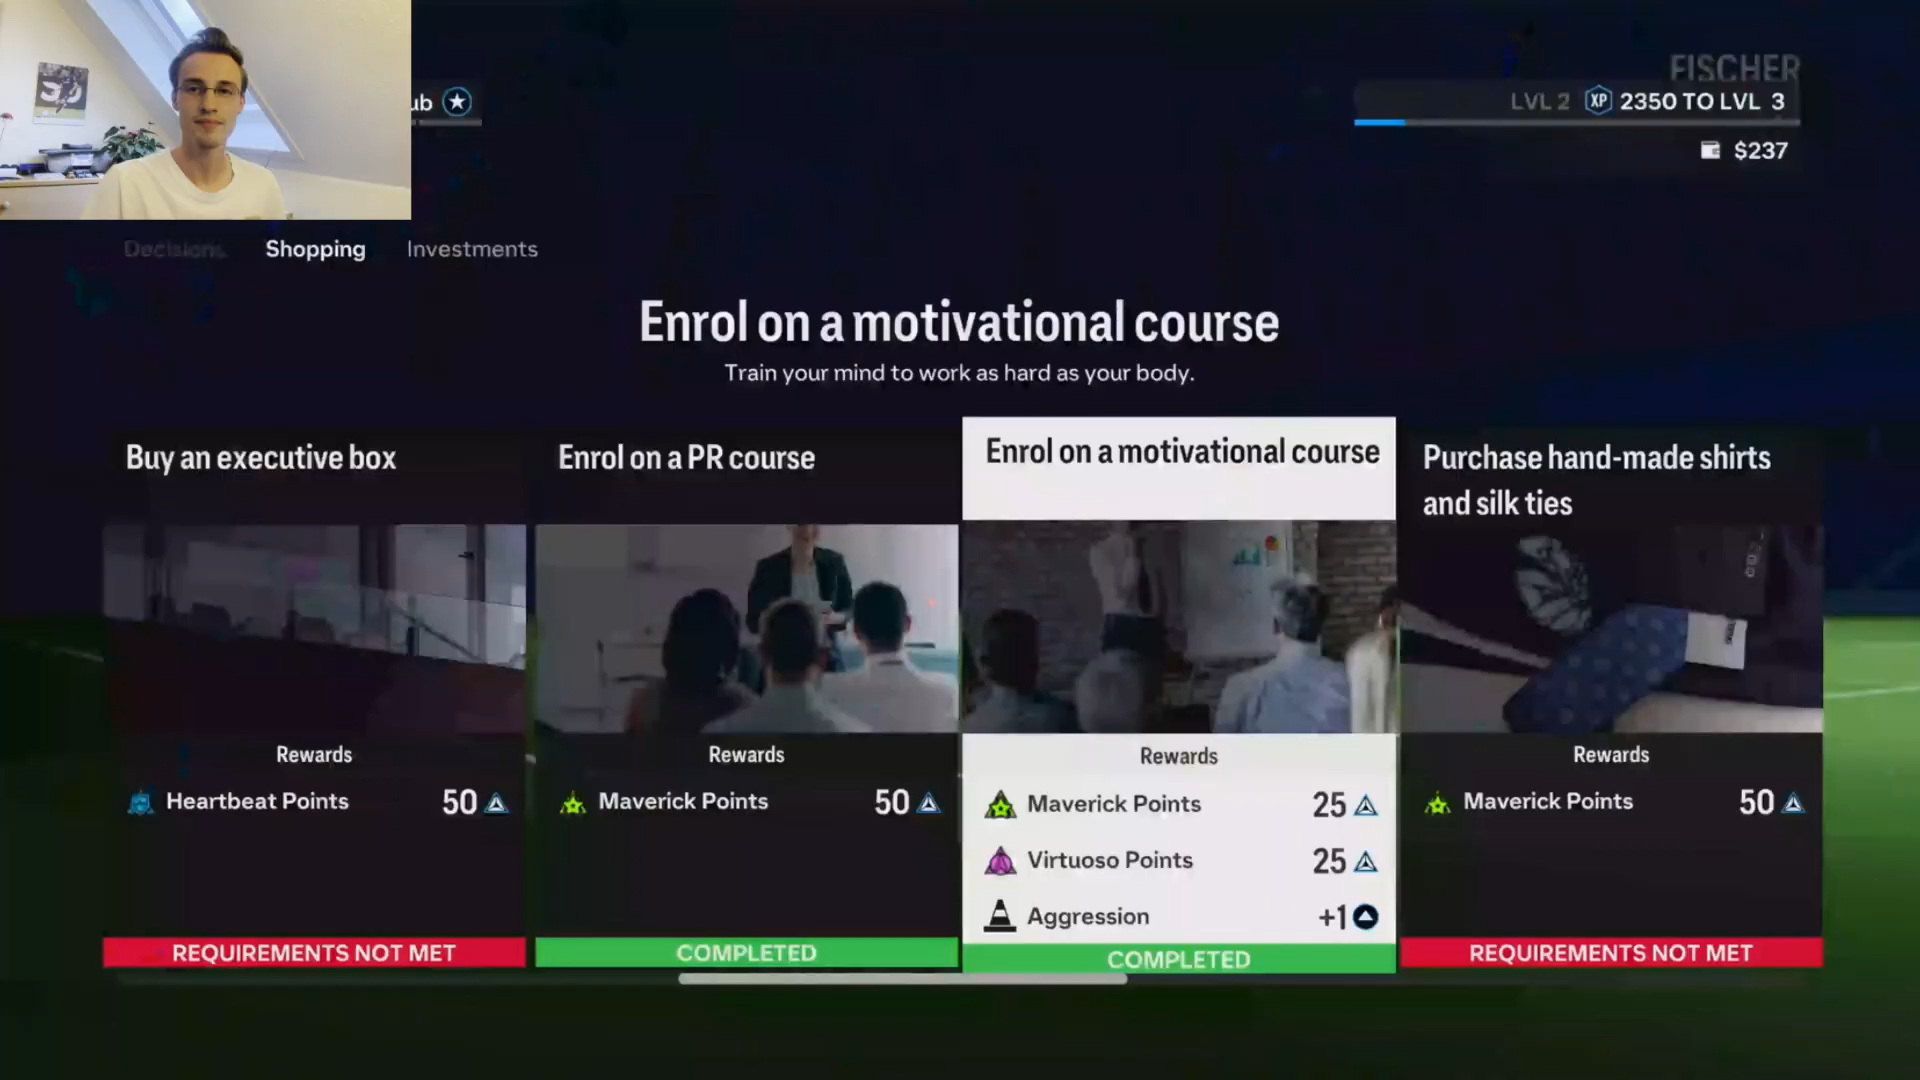 FISCHER
ub
LVL 2 XP 2350 TO LVL 3
$237
Decisions
Shopping
Investments
Enrol on a motivational course
Train your mind to work as hard as your body.
Buy an executive box
Rewards
Heartbeat Points 50
REQUIREMENTS NOT MET
Enrol on a PR course
Rewards
Maverick Points 50
COMPLETED
Enrol on a motivational course
Rewards
Maverick Points 25
Virtuoso Points 25
Aggression +1
COMPLETED
Purchase hand-made shirts
and silk ties
Rewards
Maverick Points 50
REQUIREMENTS NOT MET